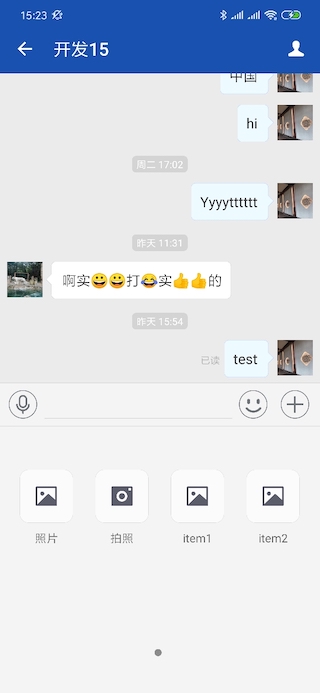 15:23
开发15
中国
hi
周二 17:02
Yyyytttttt
昨天 11:31
啊实😀😀打😂实👍👍的
昨天 15:54
已读 test
照片 拍照 item1 item2